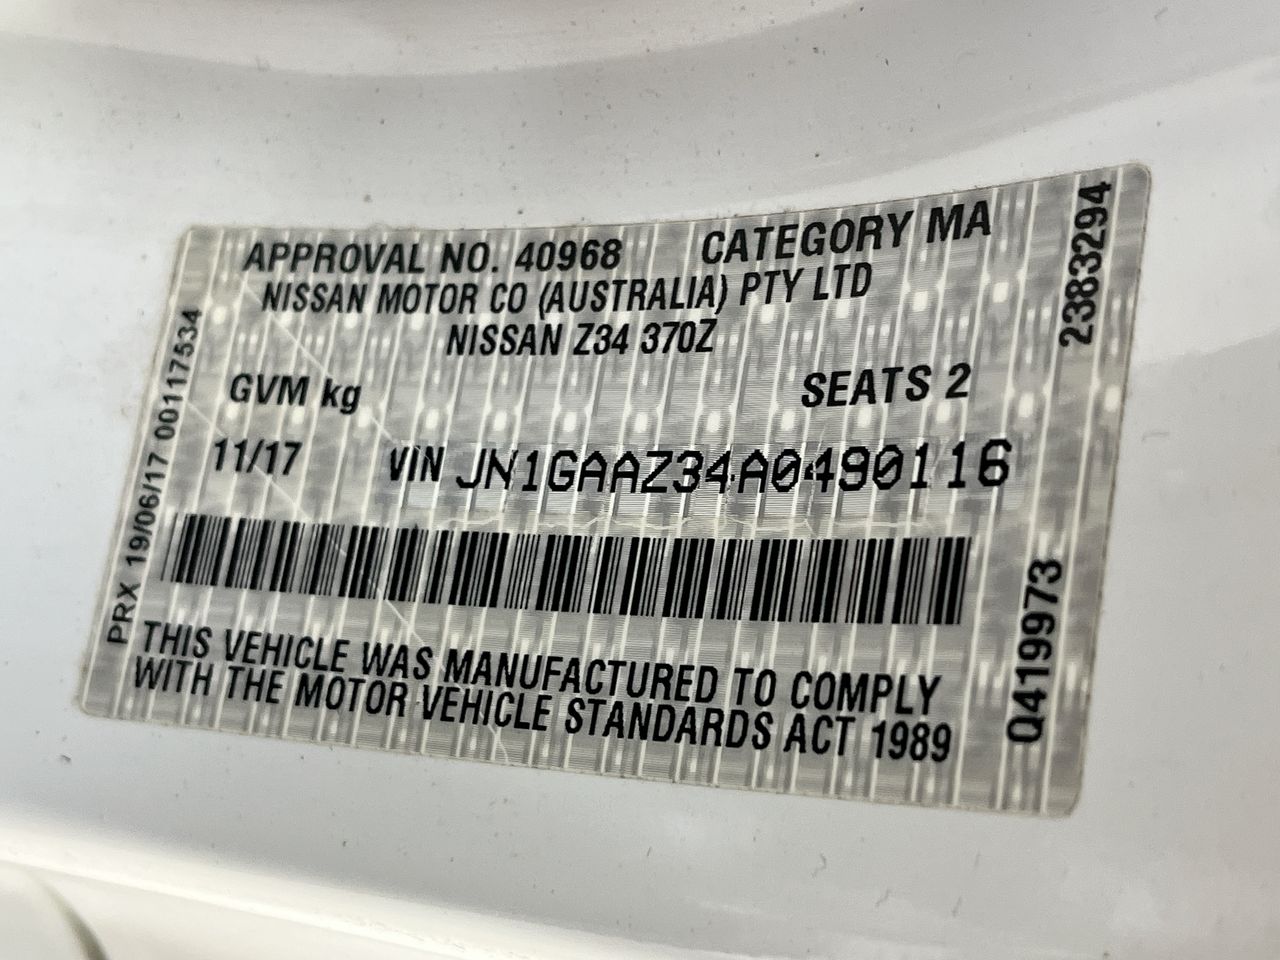 APPROVAL NO. 40968 CATEGORY MA
NISSAN MOTOR CO (AUSTRALIA) PTY LTD
NISSAN Z34 370Z
GVM kg SEATS 2
11/17 VIN JN1GAAZ34A0490116
THIS VEHICLE WAS MANUFACTURED TO COMPLY
WITH THE MOTOR VEHICLE STANDARDS ACT 1989
PRX 19/06/17 00117534
23883294
Q419973